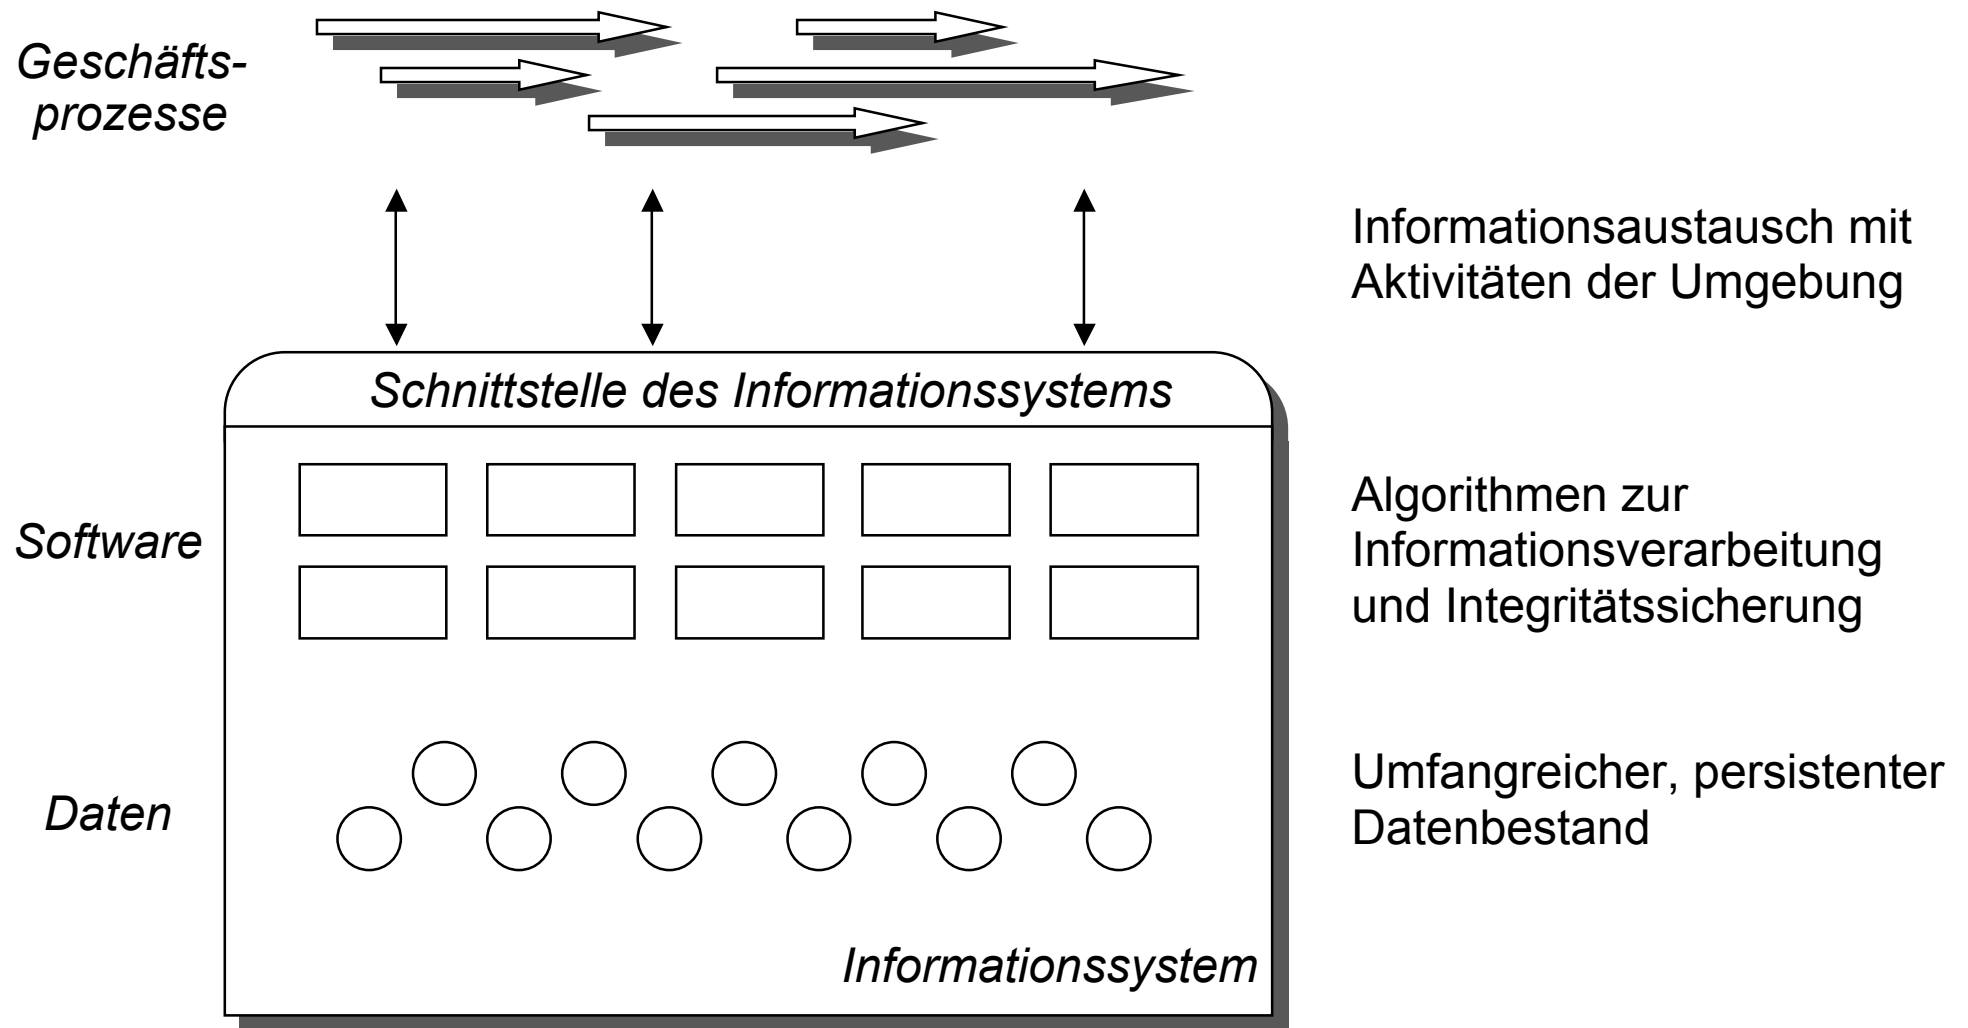 Geschäfts-
prozesse
Informationsaustausch mit
Aktivitäten der Umgebung
Schnittstelle des Informationssystems
Software
Algorithmen zur
Informationsverarbeitung
und Integritätssicherung
Daten
Umfangreicher, persistenter
Datenbestand
Informationssystem